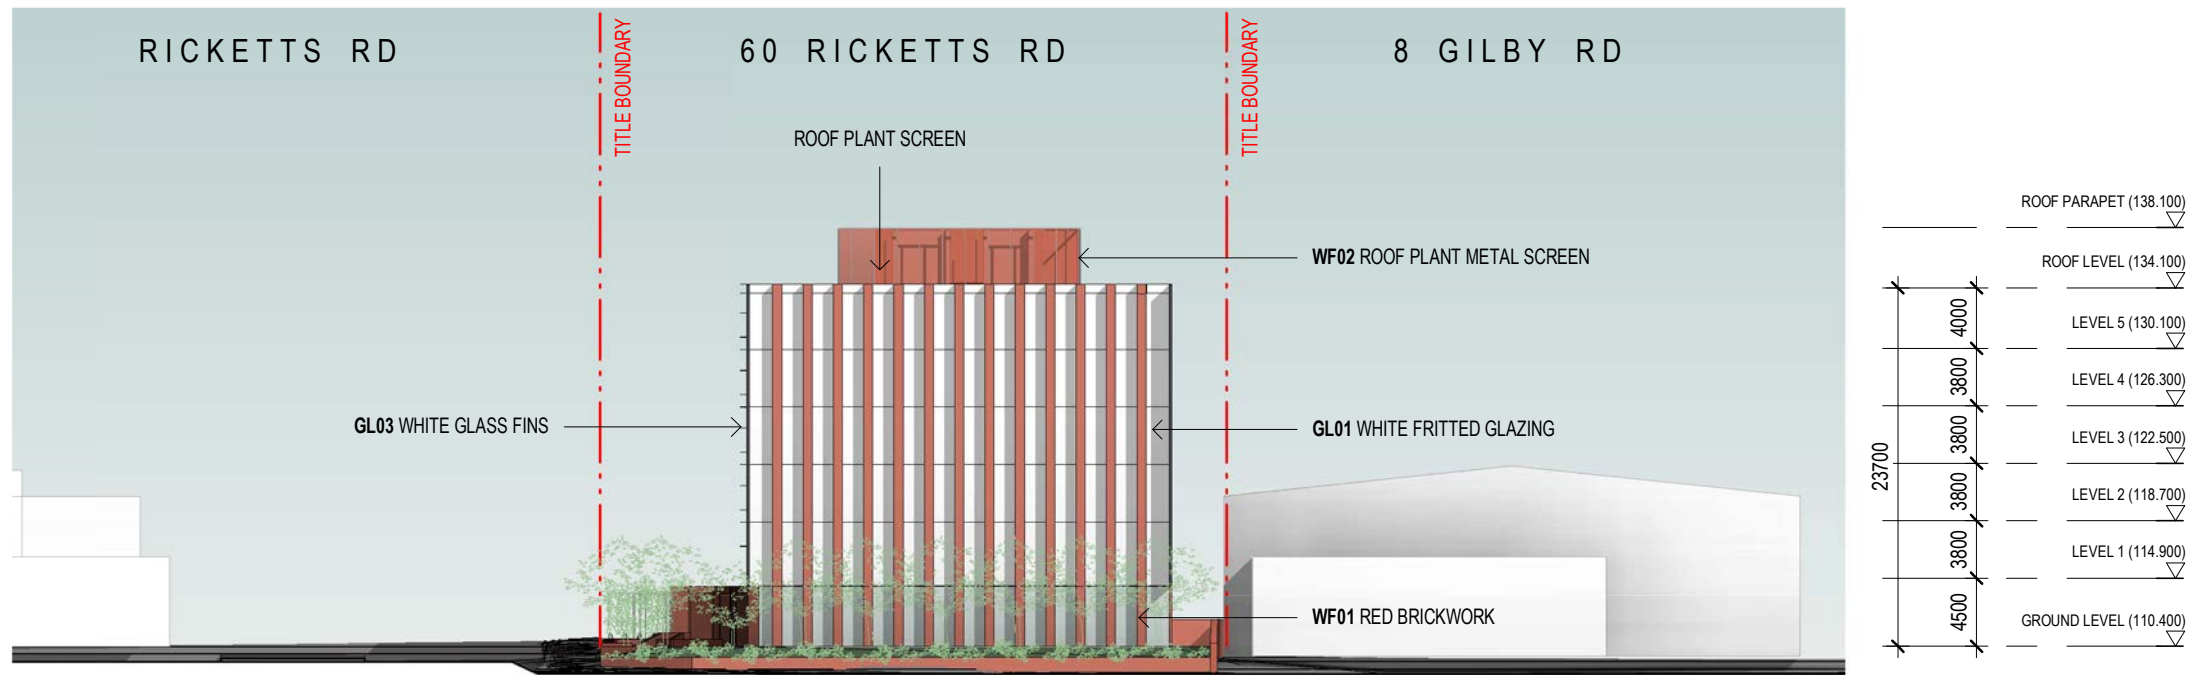 RICKETTS RD
60 RICKETTS RD
8 GILBY RD
TITLE BOUNDARY
TITLE BOUNDARY
ROOF PLANT SCREEN
WF02 ROOF PLANT METAL SCREEN
GL03 WHITE GLASS FINS
GL01 WHITE FRITTED GLAZING
WF01 RED BRICKWORK
ROOF PARAPET (138.100)
ROOF LEVEL (134.100)
4000
LEVEL 5 (130.100)
3800
LEVEL 4 (126.300)
3800
LEVEL 3 (122.500)
23700
3800
LEVEL 2 (118.700)
3800
LEVEL 1 (114.900)
4500
GROUND LEVEL (110.400)